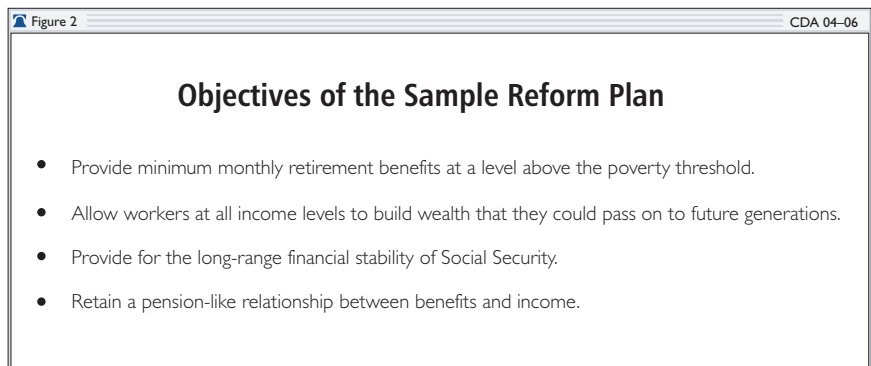 Figure 2 CDA 04–06
Objectives of the Sample Reform Plan
• Provide minimum monthly retirement benefits at a level above the poverty threshold.
• Allow workers at all income levels to build wealth that they could pass on to future generations.
• Provide for the long-range financial stability of Social Security.
• Retain a pension-like relationship between benefits and income.